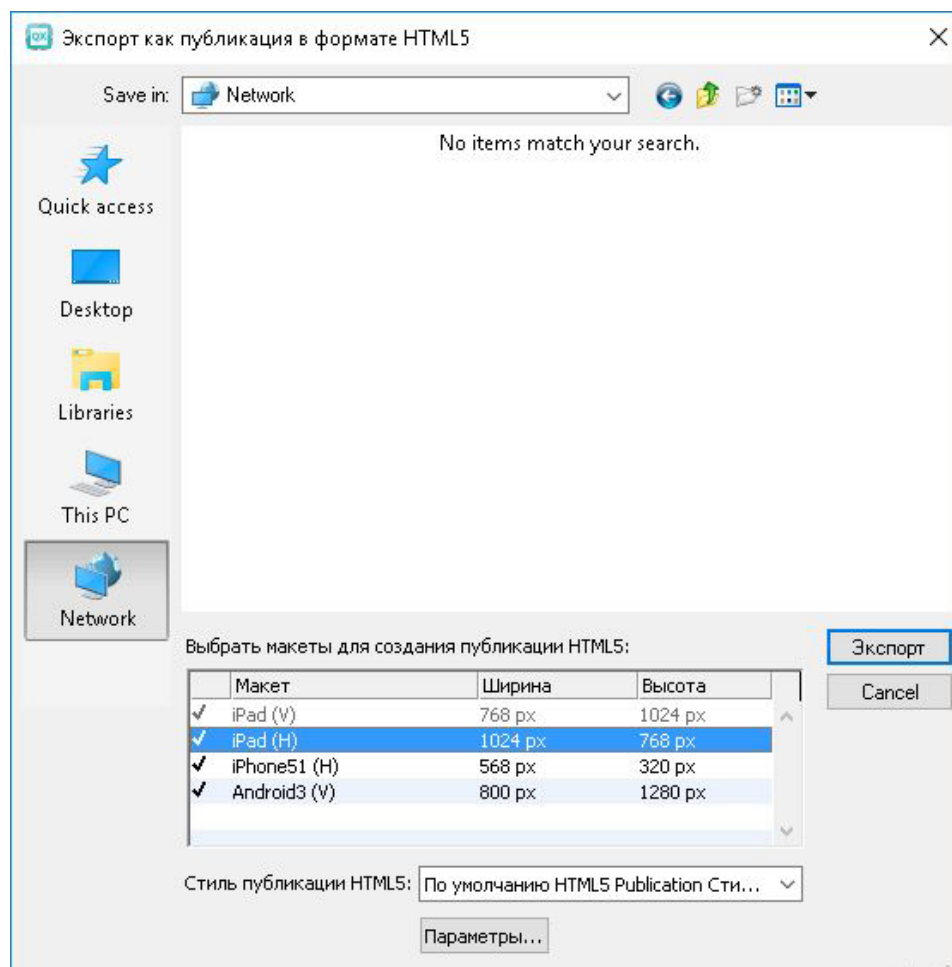 QX Экспорт как публикация в формате HTML5
Save in: Network
No items match your search.
Quick access
Desktop
Libraries
This PC
Network
Выбрать макеты для создания публикации HTML5:
Экспорт
Cancel
Макет Ширина Высота
iPad (V) 768 px 1024 px
iPad (H) 1024 px 768 px
iPhone51 (H) 568 px 320 px
Android3 (V) 800 px 1280 px
Стиль публикации HTML5: По умолчанию HTML5 Publication Сти...
Параметры...